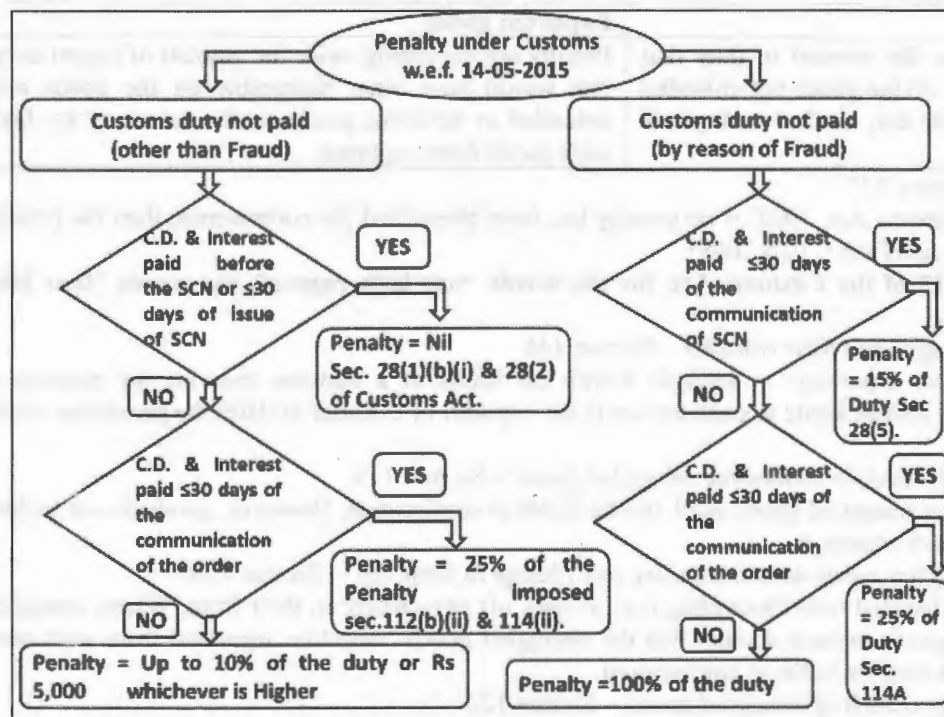 Penalty under Customs
w.e.f. 14-05-2015
Customs duty not paid
(other than Fraud)
Customs duty not paid
(by reason of Fraud)
C.D. & Interest
paid before
the SCN or ≤30
days of issue
of SCN
YES
Penalty = Nil
Sec. 28(1)(b)(i) & 28(2)
of Customs Act.
NO
C.D. & Interest
paid ≤30 days of
the
communication of
the order
YES
Penalty = 25% of the
Penalty imposed
sec.112(b)(ii) & 114(ii).
NO
Penalty = Up to 10% of the duty or Rs
5,000 whichever is Higher
C.D. & Interest
paid ≤30 days
of the
Communication
of SCN
YES
Penalty
= 15% of
Duty Sec
28(5).
NO
C.D. & Interest
paid ≤30 days of
the
communication
of the order
YES
Penalty
= 25% of
Duty
Sec.
114A
NO
Penalty =100% of the duty